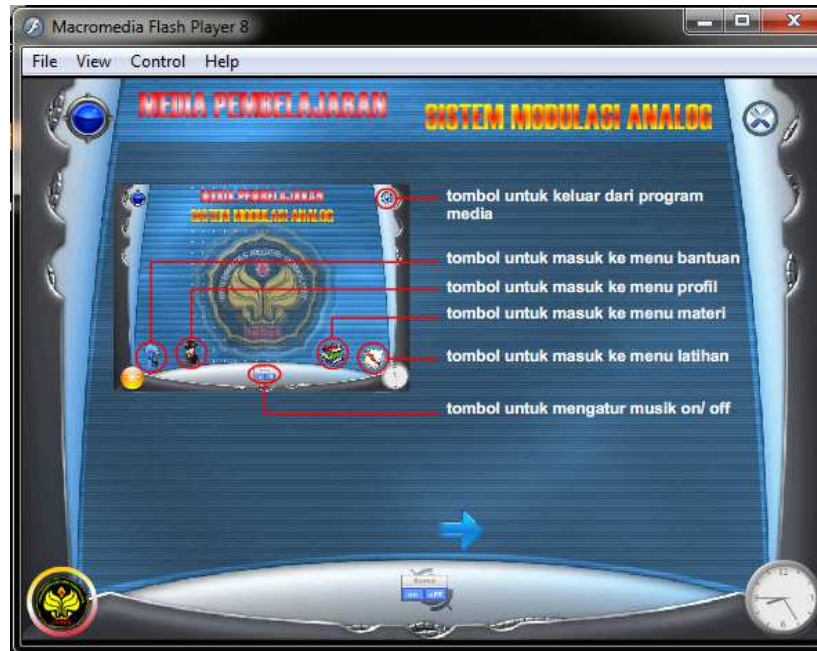 Macromedia Flash Player 8
File View Control Help
MEDIA PEMBELAJARAN
SISTEM MODULASI ANALOG
MEDIA PEMBELAJARAN
SISTEM MODULASI ANALOG
tombol untuk keluar dari program
media
tombol untuk masuk ke menu bantuan
tombol untuk masuk ke menu profil
tombol untuk masuk ke menu materi
tombol untuk masuk ke menu latihan
tombol untuk mengatur musik on/ off
on off
12
6